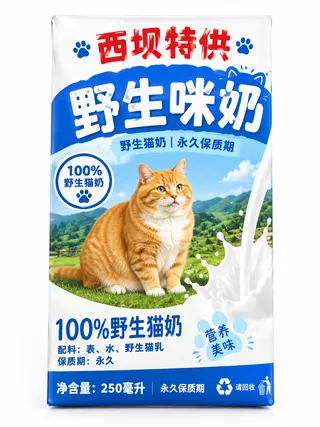 西坝特供
野生咪奶
野生猫奶｜永久保质期
100%
野生猫奶
100%野生猫奶
配料：表、水、野生猫乳
保质期：永久
营养
美味
净含量：250毫升｜永久保质期
请回收